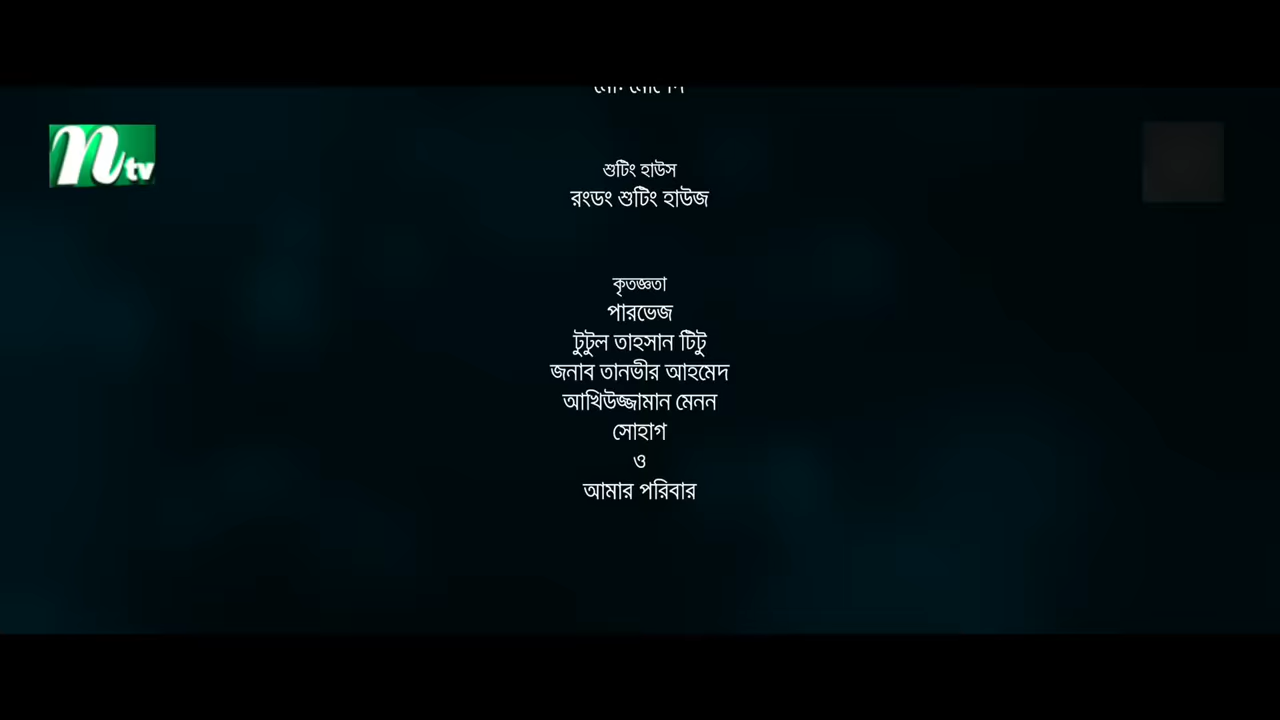 ntv
শুটিং হাউস
রংডং শুটিং হাউজ
কৃতজ্ঞতা
পারভেজ
টুটুল তাহসান টিটু
জনাব তানভীর আহমেদ
আখিউজ্জামান মেনন
সোহাগ
ও
আমার পরিবার